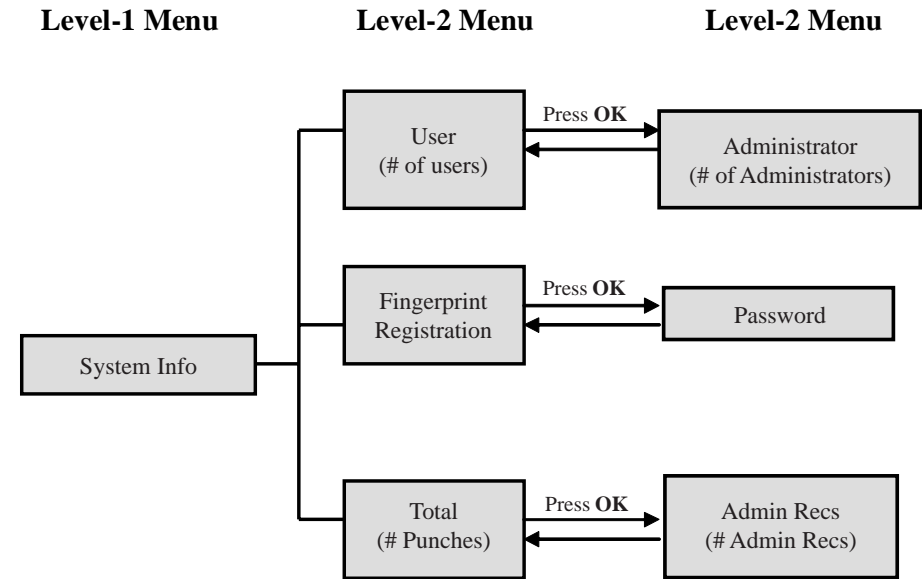 Level-1 Menu
Level-2 Menu
Level-2 Menu
User
(# of users)
Press OK
Administrator
(# of Administrators)
Fingerprint
Registration
Press OK
Password
System Info
Total
(# Punches)
Press OK
Admin Recs
(# Admin Recs)